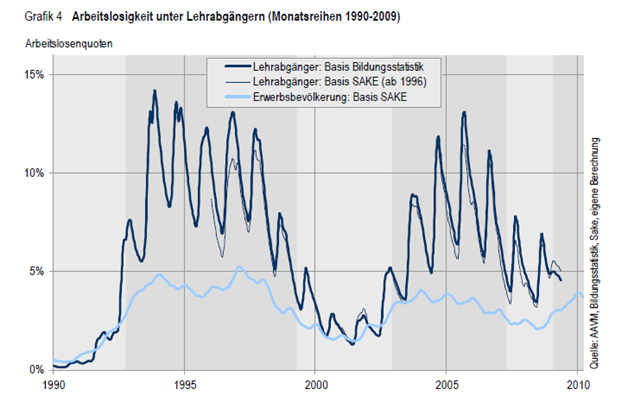 Grafik 4 Arbeitslosigkeit unter Lehrabgängern (Monatsreihen 1990-2009)
Arbeitslosenquoten
Lehrabgänger: Basis Bildungsstatistik
Lehrabgänger: Basis SAKE (ab 1996)
Erwerbsbevölkerung: Basis SAKE
15%
10%
5%
0%
1990 1995 2000 2005 2010
Quelle: AAVM, Bildungsstatistik, Sake, eigene Berechnung